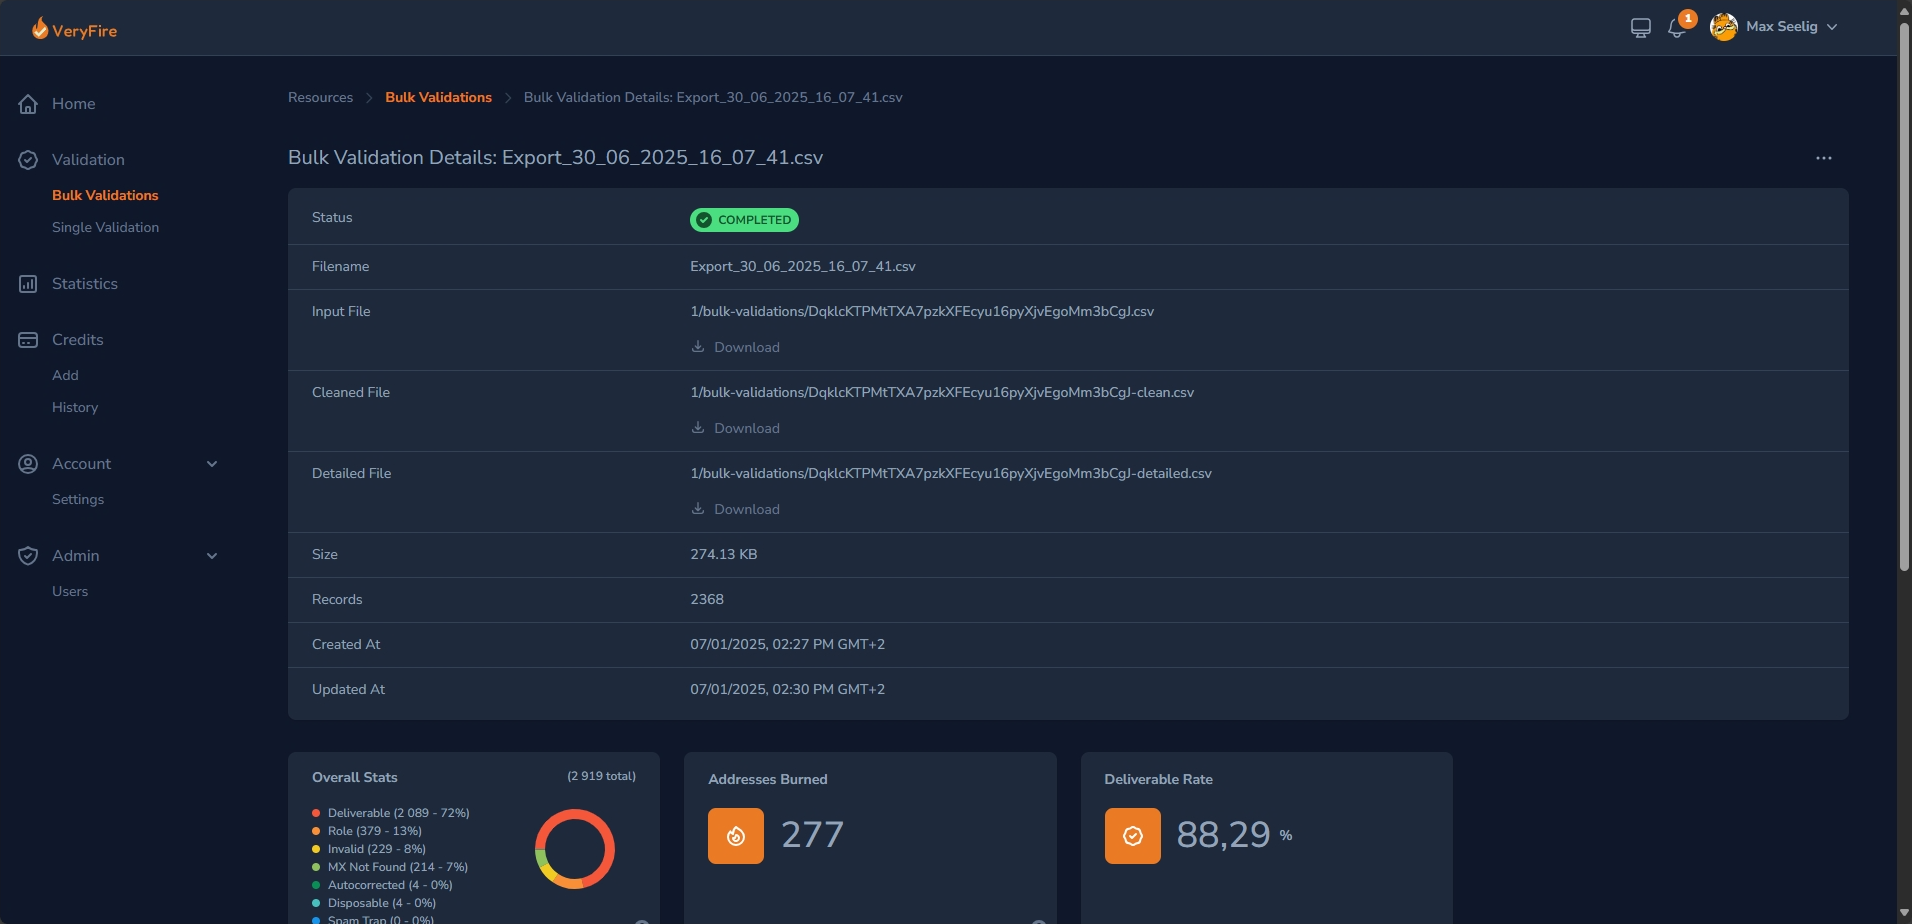 VeryFire
1
Max Seelig
Home
Validation
Bulk Validations
Single Validation
Statistics
Credits
Add
History
Account
Settings
Admin
Users
Resources
Bulk Validations
Bulk Validation Details: Export_30_06_2025_16_07_41.csv
Bulk Validation Details: Export_30_06_2025_16_07_41.csv
Status COMPLETED
Filename Export_30_06_2025_16_07_41.csv
Input File 1/bulk-validations/DqklcKTPMtTXA7pzkXFEcyu16pyXjvEgoMm3bCgJ.csv
Download
Cleaned File 1/bulk-validations/DqklcKTPMtTXA7pzkXFEcyu16pyXjvEgoMm3bCgJ-clean.csv
Download
Detailed File 1/bulk-validations/DqklcKTPMtTXA7pzkXFEcyu16pyXjvEgoMm3bCgJ-detailed.csv
Download
Size 274.13 KB
Records 2368
Created At 07/01/2025, 02:27 PM GMT+2
Updated At 07/01/2025, 02:30 PM GMT+2
Overall Stats (2 919 total)
Deliverable (2 089 - 72%)
Role (379 - 13%)
Invalid (229 - 8%)
MX Not Found (214 - 7%)
Autocorrected (4 - 0%)
Disposable (4 - 0%)
Spam Trap (0 - 0%)
Addresses Burned
277
Deliverable Rate
88,29 %